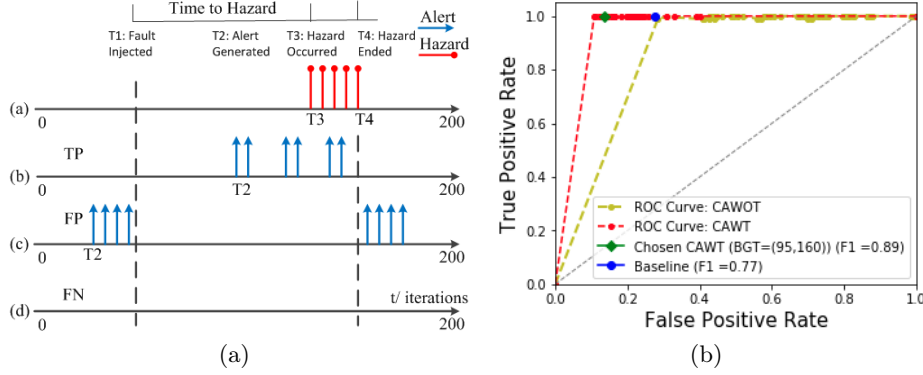 Time to Hazard
Alert
T1: Fault Injected
T2: Alert Generated
T3: Hazard Occurred
T4: Hazard Ended
Hazard
(a)
0
T3
T4
200
TP
(b)
0
T2
200
FP
(c)
T2
0
200
FN
t/ iterations
(d)
0
200
(a)
True Positive Rate
1.0
0.8
0.6
0.4
0.2
0.0
ROC Curve: CAWOT
ROC Curve: CAWT
Chosen CAWT (BGT=(95,160)) (F1 =0.89)
Baseline (F1 =0.77)
0.0
0.2
0.4
0.6
0.8
1.0
False Positive Rate
(b)